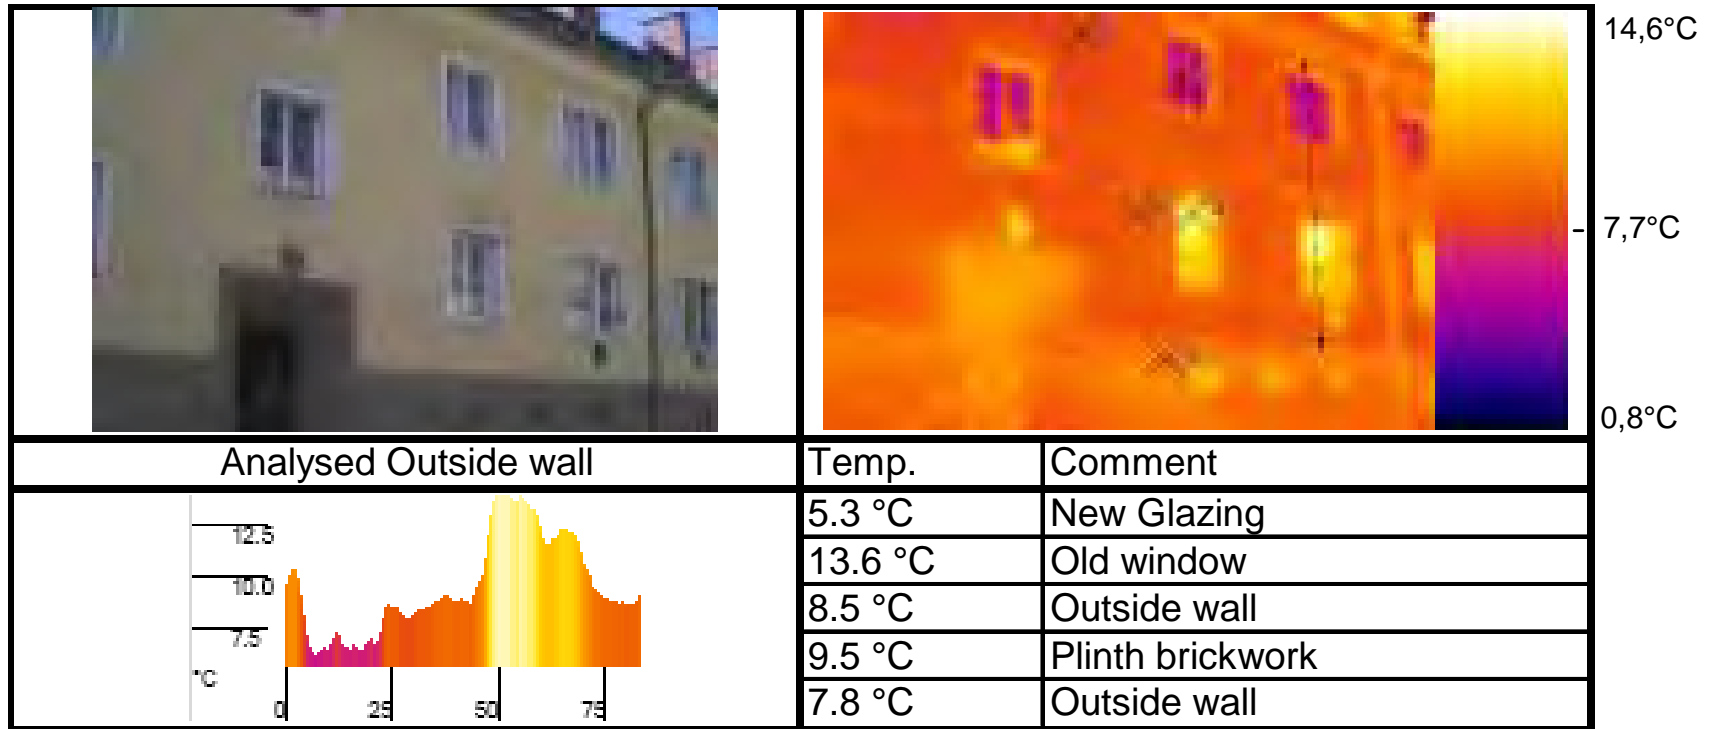 14,6°C
- 7,7°C
0,8°C
Analysed Outside wall
Temp.
Comment
12.5
10.0
7.5
°C
0
25
50
75
5.3 °C
New Glazing
13.6 °C
Old window
8.5 °C
Outside wall
9.5 °C
Plinth brickwork
7.8 °C
Outside wall